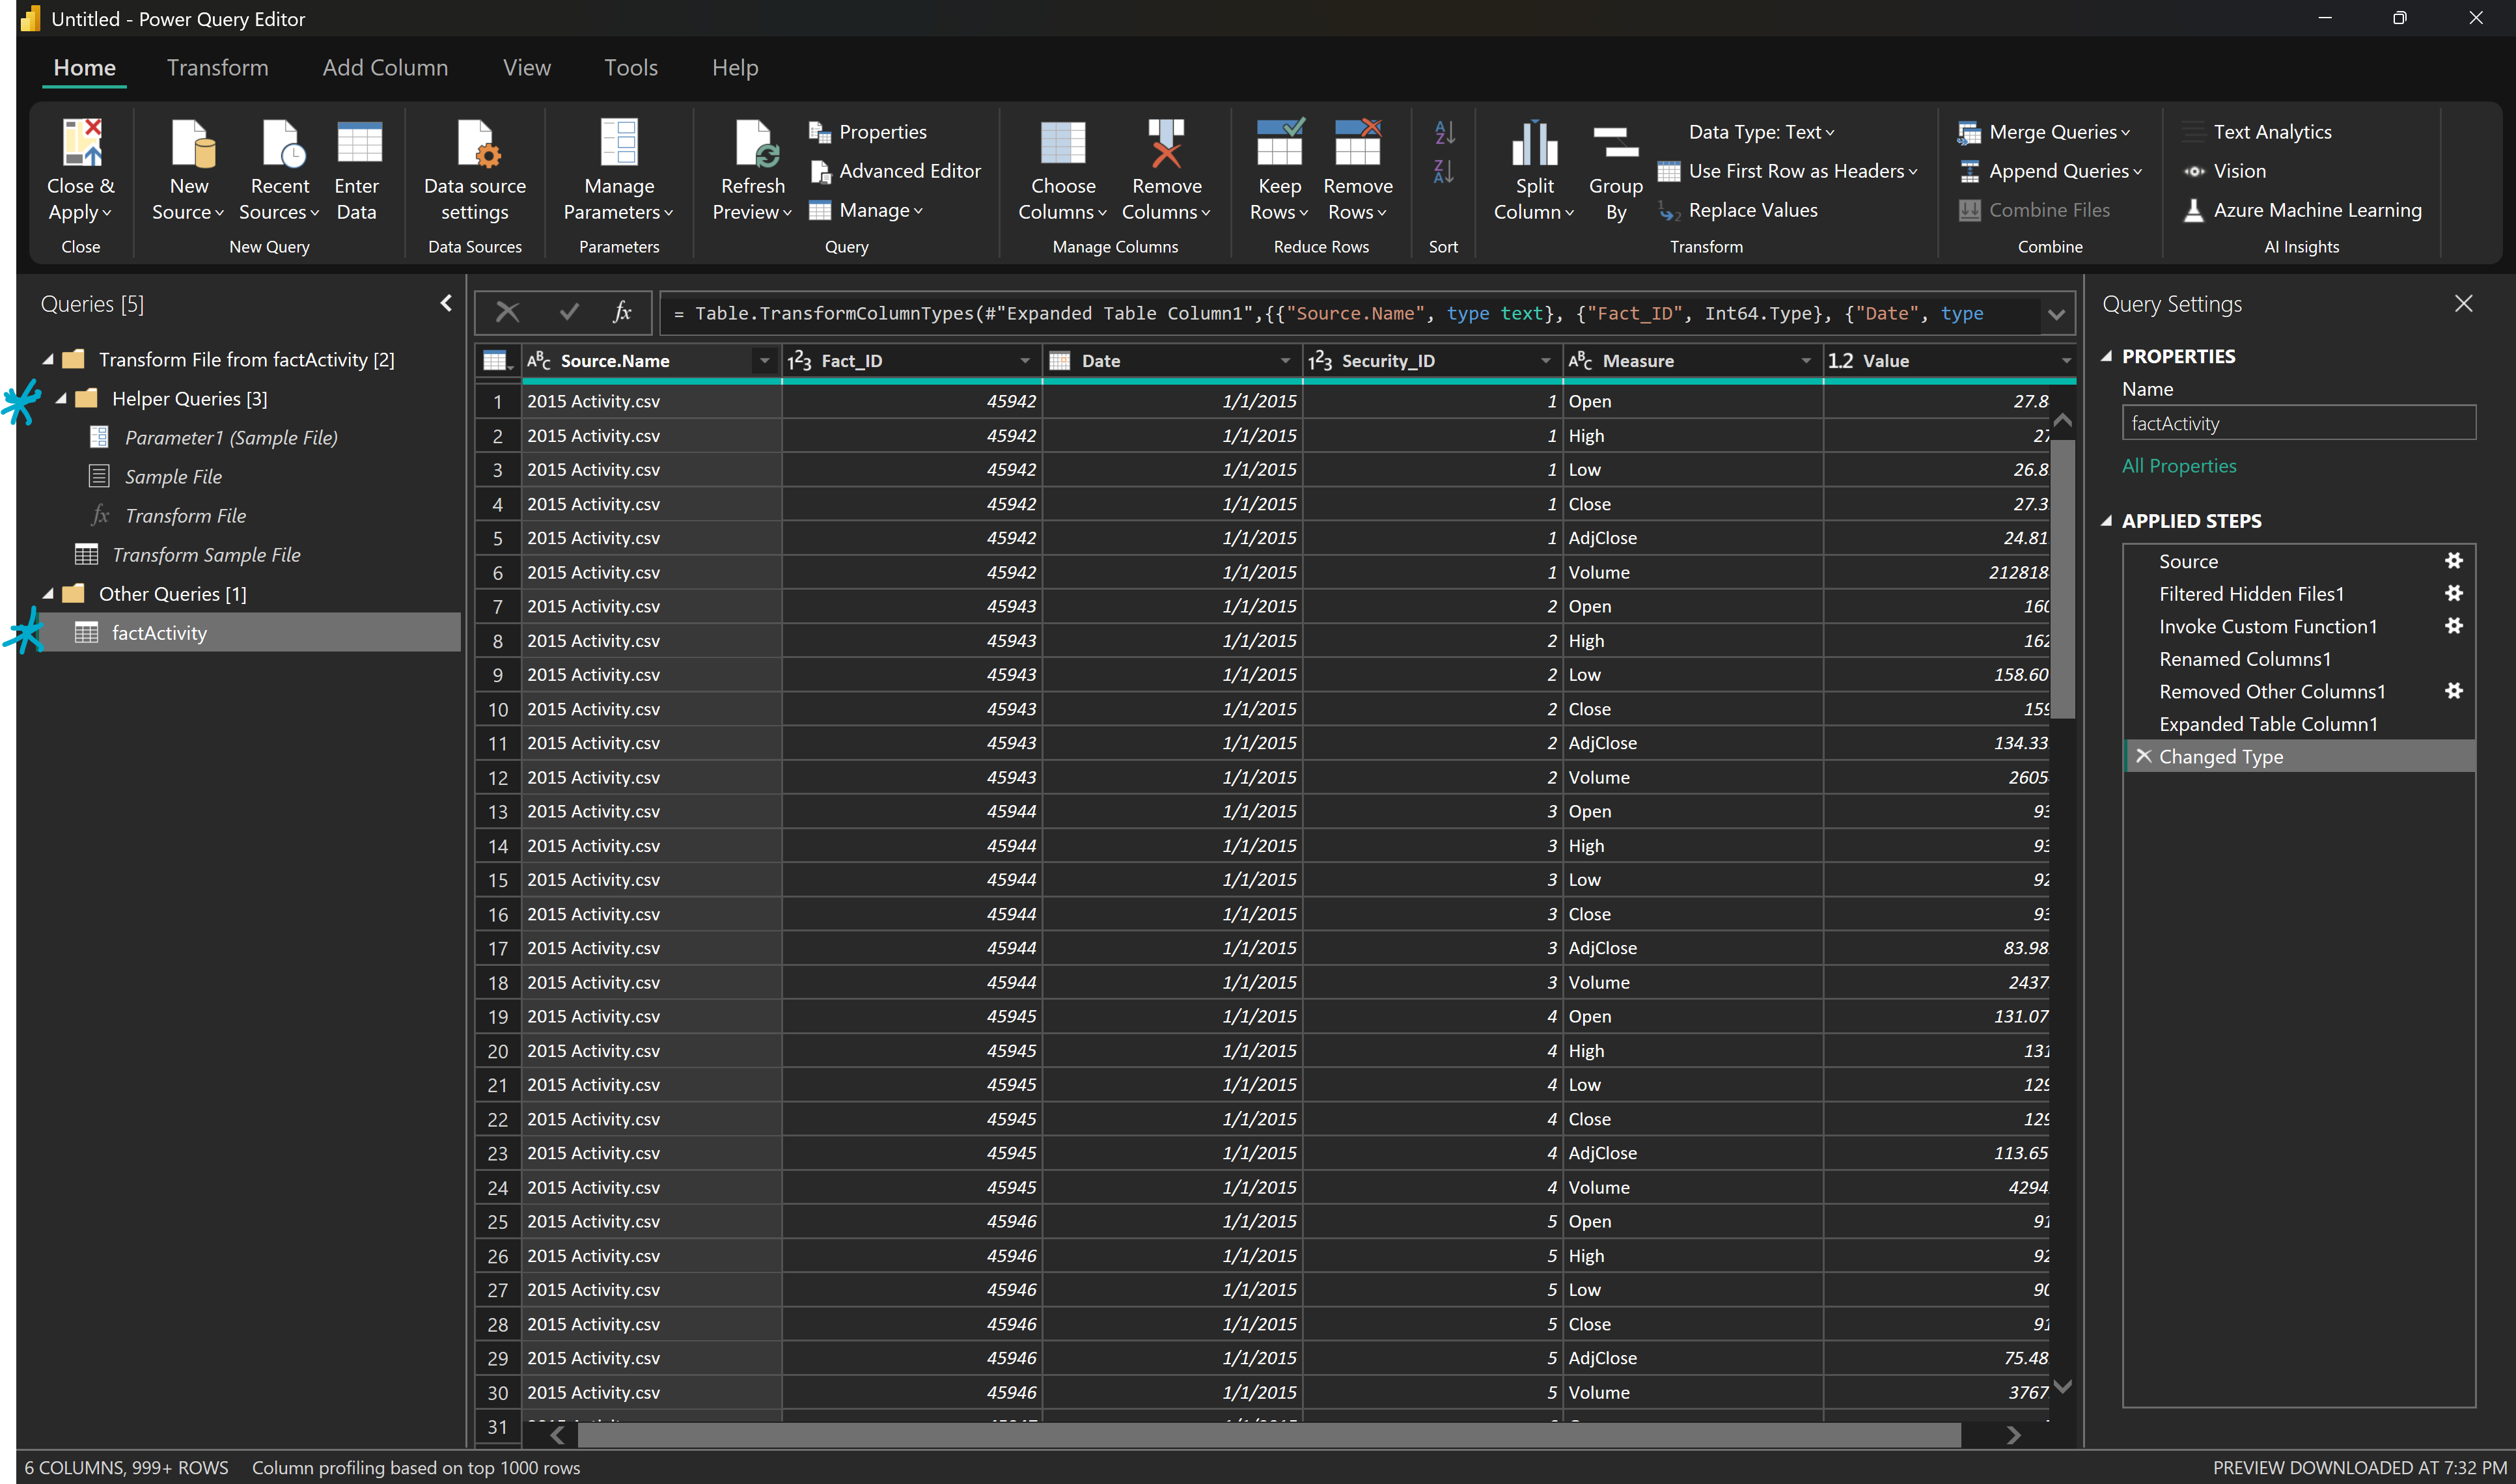 Untitled - Power Query Editor
Home Transform Add Column View Tools Help
Close & Apply
Close
New Source
Recent Sources
Enter Data
New Query
Data source settings
Data Sources
Manage Parameters
Parameters
Refresh Preview
Properties
Advanced Editor
Manage
Query
Choose Columns
Remove Columns
Manage Columns
Keep Rows
Remove Rows
Reduce Rows
Sort
Split Column
Group By
Data Type: Text
Use First Row as Headers
Replace Values
Transform
Merge Queries
Append Queries
Combine Files
Combine
Text Analytics
Vision
Azure Machine Learning
AI Insights
Queries [5]
Transform File from factActivity [2]
Helper Queries [3]
Parameter1 (Sample File)
Sample File
Transform File
Transform Sample File
Other Queries [1]
factActivity
= Table.TransformColumnTypes(#"Expanded Table Column1",{{"Source.Name", type text}, {"Fact_ID", Int64.Type}, {"Date", type
Source.Name Fact_ID Date Security_ID Measure Value
1 2015 Activity.csv 45942 1/1/2015 1 Open 27.8
2 2015 Activity.csv 45942 1/1/2015 1 High 27
3 2015 Activity.csv 45942 1/1/2015 1 Low 26.8
4 2015 Activity.csv 45942 1/1/2015 1 Close 27.3
5 2015 Activity.csv 45942 1/1/2015 1 AdjClose 24.81
6 2015 Activity.csv 45942 1/1/2015 1 Volume 212818
7 2015 Activity.csv 45943 1/1/2015 2 Open 160
8 2015 Activity.csv 45943 1/1/2015 2 High 162
9 2015 Activity.csv 45943 1/1/2015 2 Low 158.60
10 2015 Activity.csv 45943 1/1/2015 2 Close 159
11 2015 Activity.csv 45943 1/1/2015 2 AdjClose 134.33
12 2015 Activity.csv 45943 1/1/2015 2 Volume 2605
13 2015 Activity.csv 45944 1/1/2015 3 Open 93
14 2015 Activity.csv 45944 1/1/2015 3 High 93
15 2015 Activity.csv 45944 1/1/2015 3 Low 92
16 2015 Activity.csv 45944 1/1/2015 3 Close 93
17 2015 Activity.csv 45944 1/1/2015 3 AdjClose 83.98
18 2015 Activity.csv 45944 1/1/2015 3 Volume 2437
19 2015 Activity.csv 45945 1/1/2015 4 Open 131.07
20 2015 Activity.csv 45945 1/1/2015 4 High 131
21 2015 Activity.csv 45945 1/1/2015 4 Low 129
22 2015 Activity.csv 45945 1/1/2015 4 Close 129
23 2015 Activity.csv 45945 1/1/2015 4 AdjClose 113.65
24 2015 Activity.csv 45945 1/1/2015 4 Volume 4294
25 2015 Activity.csv 45946 1/1/2015 5 Open 91
26 2015 Activity.csv 45946 1/1/2015 5 High 92
27 2015 Activity.csv 45946 1/1/2015 5 Low 90
28 2015 Activity.csv 45946 1/1/2015 5 Close 91
29 2015 Activity.csv 45946 1/1/2015 5 AdjClose 75.48
30 2015 Activity.csv 45946 1/1/2015 5 Volume 3767
31
Query Settings
PROPERTIES
Name
factActivity
All Properties
APPLIED STEPS
Source
Filtered Hidden Files1
Invoke Custom Function1
Renamed Columns1
Removed Other Columns1
Expanded Table Column1
Changed Type
6 COLUMNS, 999+ ROWS Column profiling based on top 1000 rows
PREVIEW DOWNLOADED AT 7:32 PM